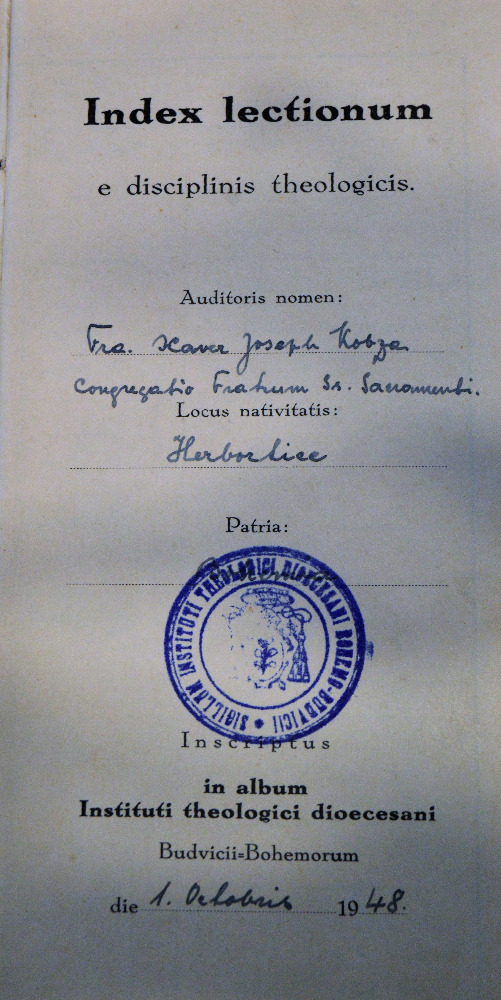 Index lectionum
e disciplinis theologicis.
Auditoris nomen:
Fra. Xaver Joseph Kobza
Congregatio Fratrum Ss. Sacramenti.
Locus nativitatis:
Herbortice
Patria:
SIGILLUM INSTITUTI THEOLOGICI DIOECESANI BOHEMO-BUDVICII
Inscriptus
in album
Instituti theologici dioecesani
Budvicii=Bohemorum
die 1. Octobris 1948.